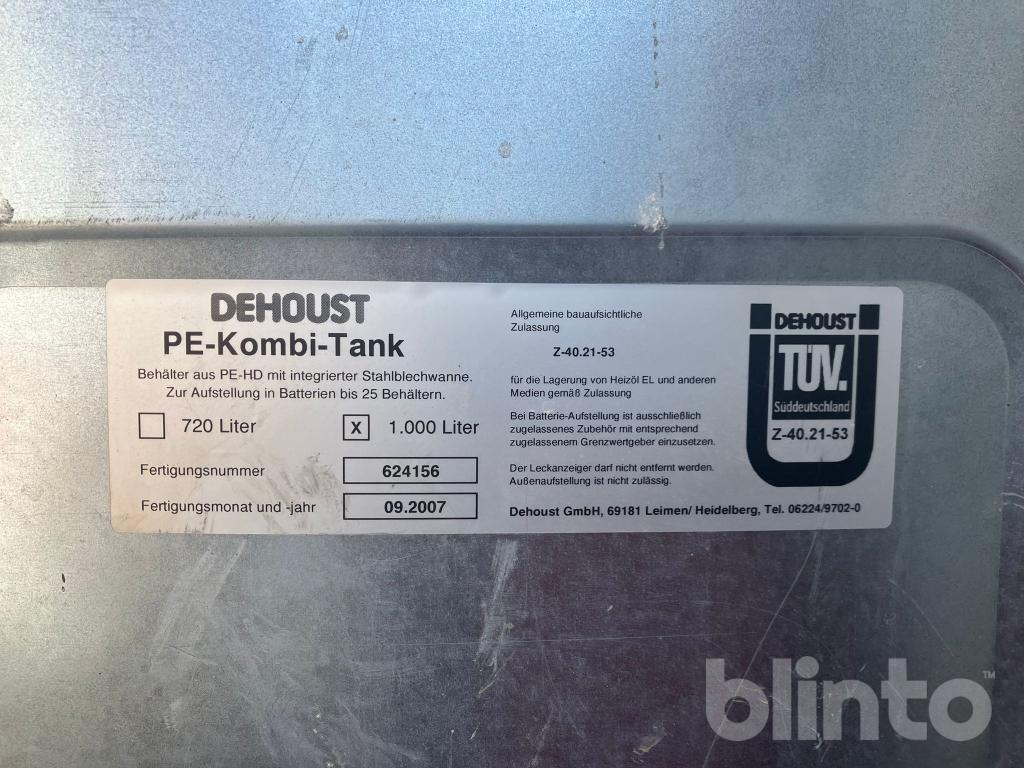 DEHOUST
PE-Kombi-Tank
Behälter aus PE-HD mit integrierter Stahlblechwanne.
Zur Aufstellung in Batterien bis 25 Behältern.
720 Liter
X 1.000 Liter
Fertigungsnummer 624156
Fertigungsmonat und -jahr 09.2007
Allgemeine bauaufsichtliche
Zulassung
Z-40.21-53
für die Lagerung von Heizöl EL und anderen
Medien gemäß Zulassung
Bei Batterie-Aufstellung ist ausschließlich
zugelassenes Zubehör mit entsprechend
zugelassenem Grenzwertgeber einzusetzen.
Der Leckanzeiger darf nicht entfernt werden.
Außenaufstellung ist nicht zulässig.
Dehoust GmbH, 69181 Leimen/ Heidelberg, Tel. 06224/9702-0
DEHOUST
TÜV.
Süddeutschland
Z-40.21-53
blinto™